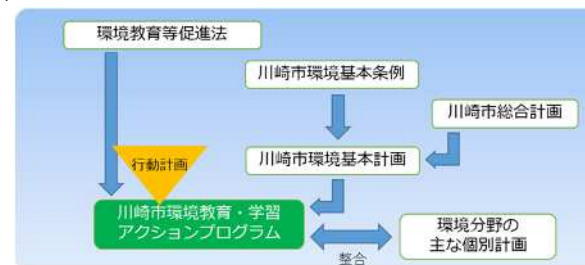 環境教育等促進法
川崎市環境基本条例
川崎市総合計画
行動計画
川崎市環境基本計画
川崎市環境教育・学習
アクションプログラム
環境分野の
主な個別計画
整合